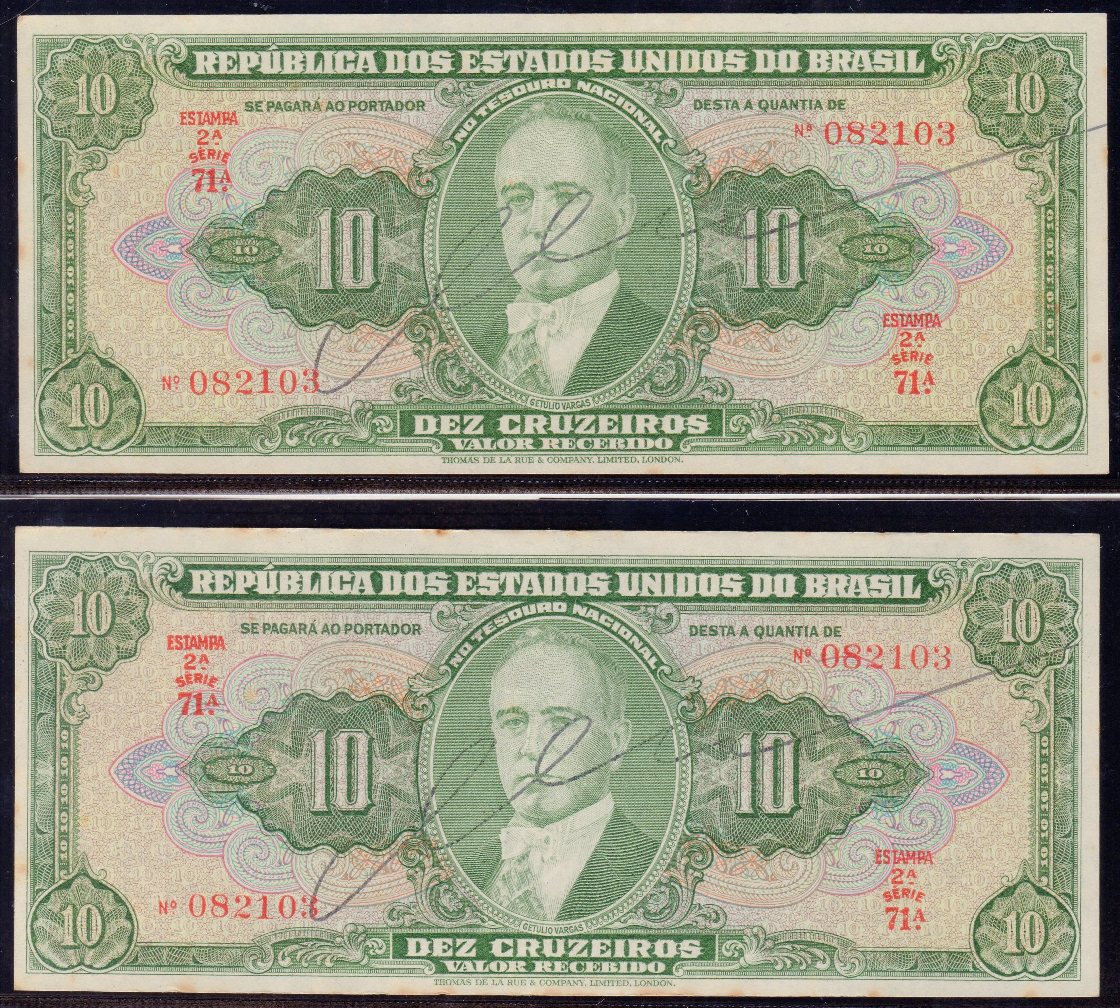 10 REPÚBLICA DOS ESTADOS UNIDOS DO BRASIL 10
SE PAGARÁ AO PORTADOR
NO TESOURO NACIONAL
DESTA A QUANTIA DE
ESTAMPA
2ª
SÉRIE
71ª
Nº 082103
10
10
10
10
ESTAMPA
2ª
SÉRIE
71ª
Nº 082103
GETULIO VARGAS
10
10
DEZ CRUZEIROS
VALOR RECEBIDO
THOMAS DE LA RUE & COMPANY, LIMITED, LONDON.
10 REPÚBLICA DOS ESTADOS UNIDOS DO BRASIL 10
SE PAGARÁ AO PORTADOR
NO TESOURO NACIONAL
DESTA A QUANTIA DE
ESTAMPA
2ª
SÉRIE
71ª
Nº 082103
10
10
10
10
ESTAMPA
2ª
SÉRIE
71ª
Nº 082103
GETULIO VARGAS
10
10
DEZ CRUZEIROS
VALOR RECEBIDO
THOMAS DE LA RUE & COMPANY, LIMITED, LONDON.